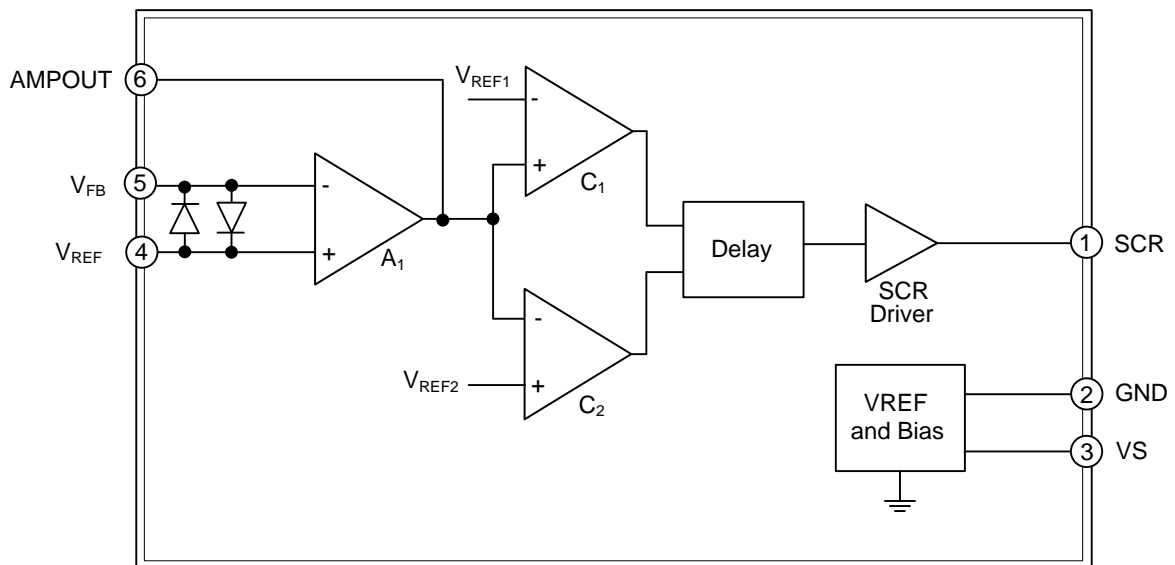 AMPOUT 6
V_REF1
-
+
C_1
V_FB 5
-
V_REF 4
+
A_1
Delay
SCR
Driver
1 SCR
-
V_REF2 +
C_2
VREF
and Bias
2 GND
3 VS